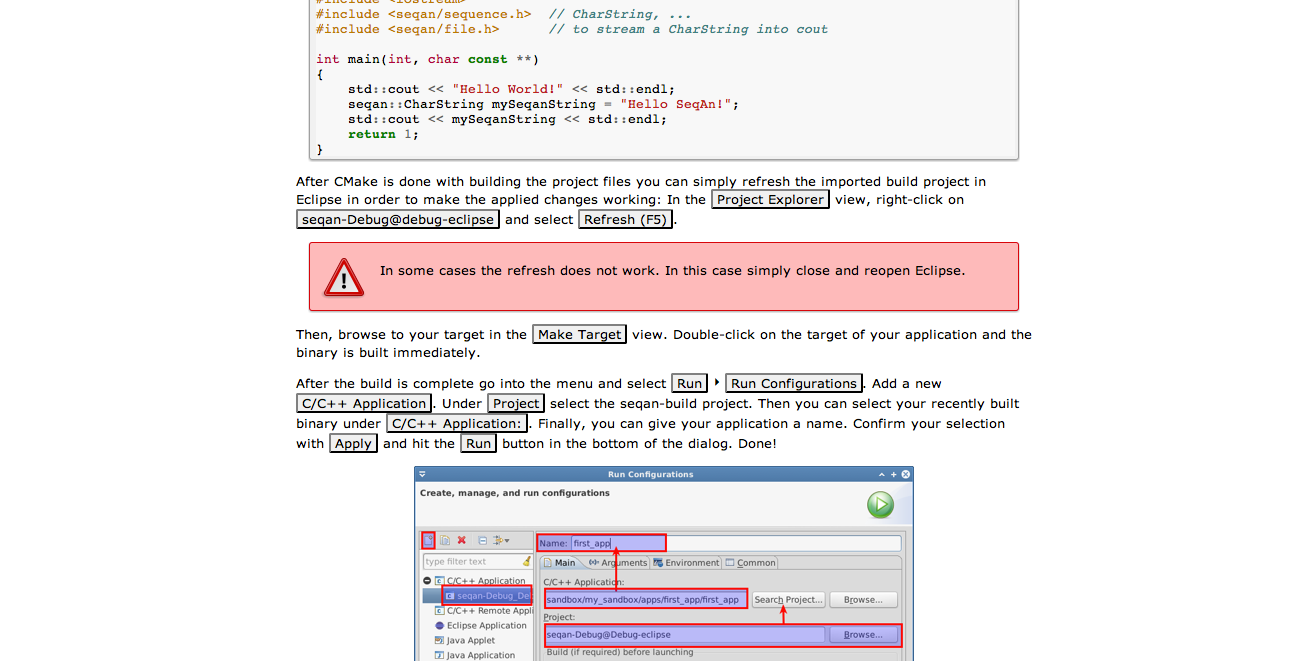 #include <iostream>
#include <seqan/sequence.h>  // CharString, ...
#include <seqan/file.h>      // to stream a CharString into cout
int main(int, char const **)
{
    std::cout << "Hello World!" << std::endl;
    seqan::CharString mySeqanString = "Hello SeqAn!";
    std::cout << mySeqanString << std::endl;
    return 1;
}
After CMake is done with building the project files you can simply refresh the imported build project in
Eclipse in order to make the applied changes working: In the Project Explorer view, right-click on
seqan-Debug@debug-eclipse and select Refresh (F5).
In some cases the refresh does not work. In this case simply close and reopen Eclipse.
Then, browse to your target in the Make Target view. Double-click on the target of your application and the
binary is built immediately.
After the build is complete go into the menu and select Run ‣ Run Configurations. Add a new
C/C++ Application. Under Project select the seqan-build project. Then you can select your recently built
binary under C/C++ Application:. Finally, you can give your application a name. Confirm your selection
with Apply and hit the Run button in the bottom of the dialog. Done!
Run Configurations
Create, manage, and run configurations
Name: first_app
type filter text
Main Arguments Environment Common
C/C++ Application
C/C++ Application:
seqan-Debug_Deb
sandbox/my_sandbox/apps/first_app/first_app Search Project... Browse...
C/C++ Remote Appli
Project:
Eclipse Application
seqan-Debug@Debug-eclipse Browse...
Java Applet
Build (if required) before launching
Java Application